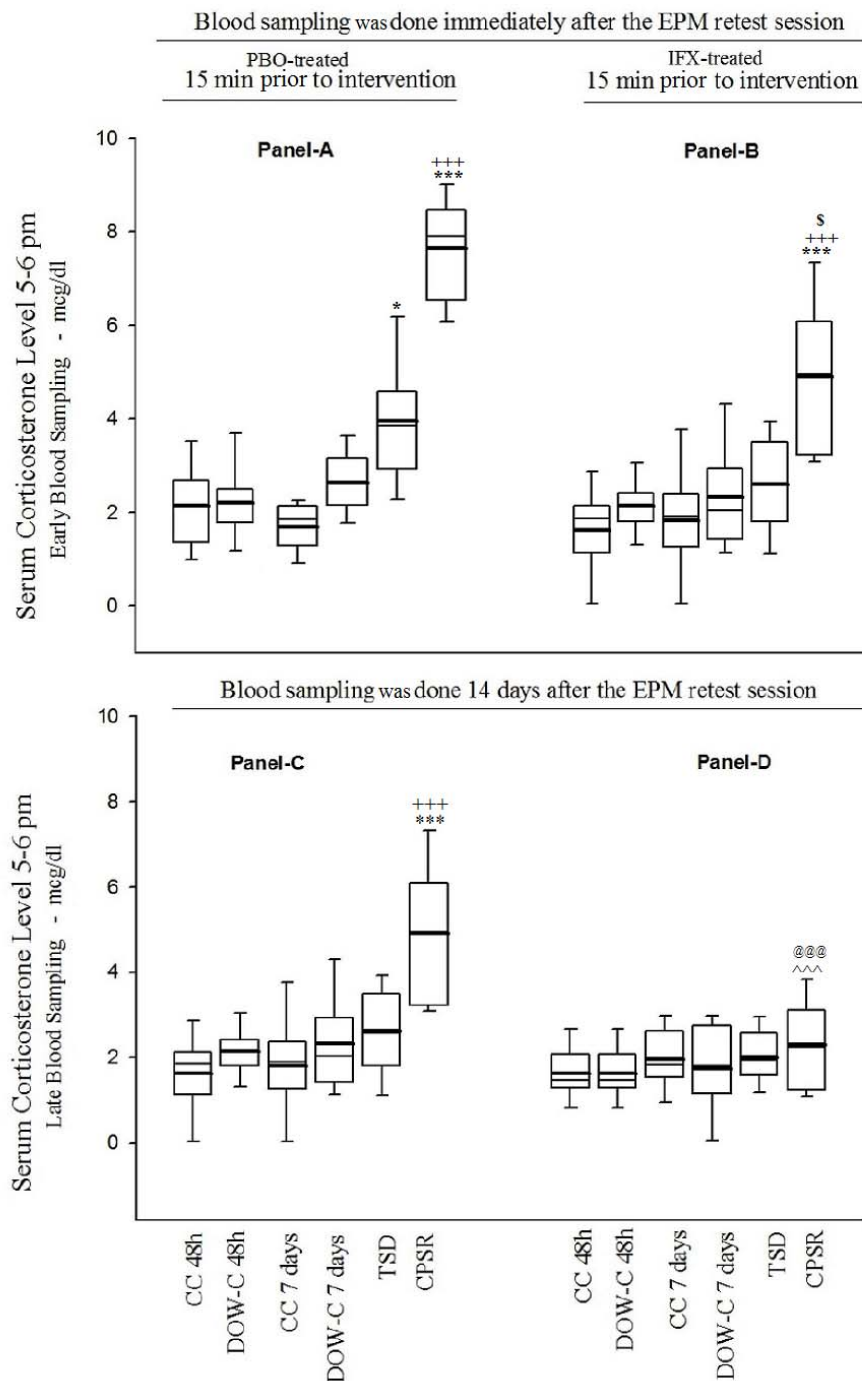 Blood sampling was done immediately after the EPM retest session
PBO-treated
15 min prior to intervention
IFX-treated
15 min prior to intervention
Serum Corticosterone Level 5-6 pm
Early Blood Sampling - mcg/dl
10
8
6
4
2
0
Panel-A
*
+++
***
Panel-B
$
+++
***
Blood sampling was done 14 days after the EPM retest session
Serum Corticosterone Level 5-6 pm
Late Blood Sampling - mcg/dl
10
8
6
4
2
0
Panel-C
+++
***
Panel-D
@@@
^^^
CC 48h
DOW-C 48h
CC 7 days
DOW-C 7 days
TSD
CPSR
CC 48h
DOW-C 48h
CC 7 days
DOW-C 7 days
TSD
CPSR